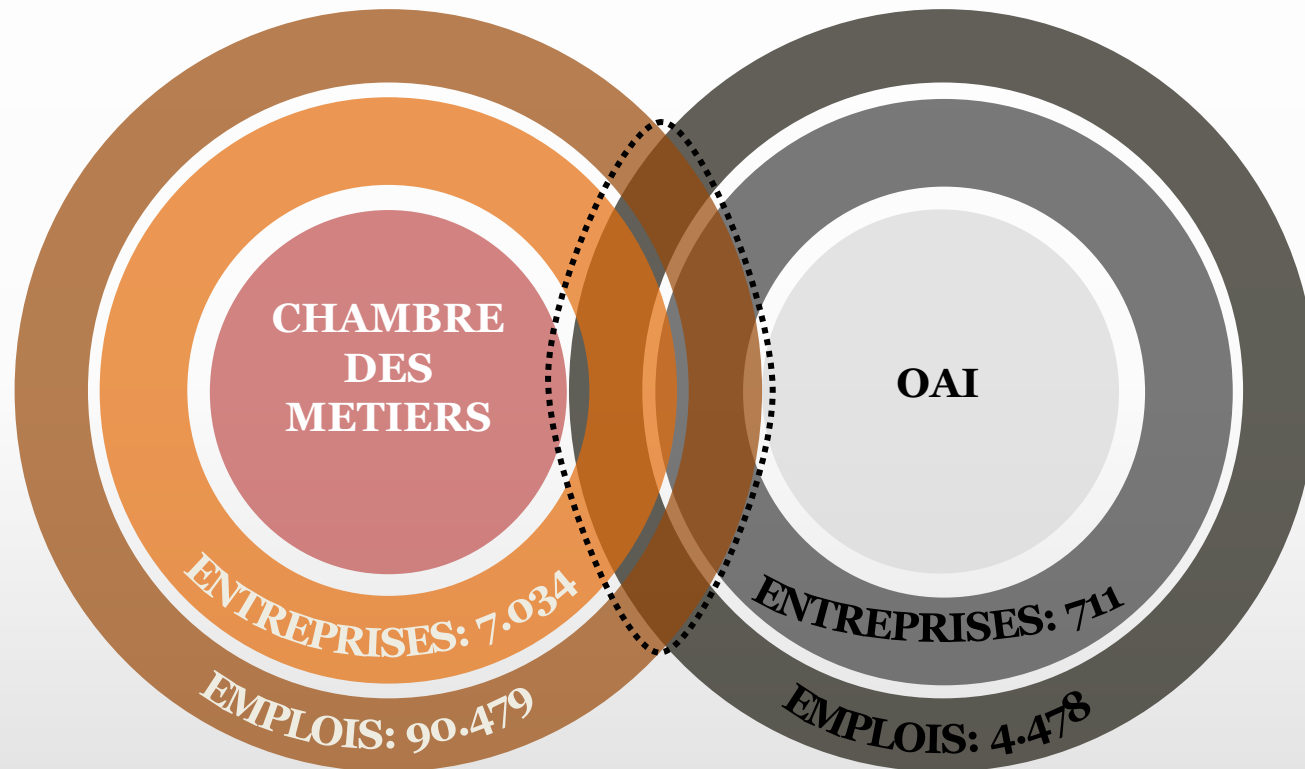 CHAMBRE
DES
METIERS
ENTREPRISES: 7.034
EMPLOIS: 90.479
OAI
ENTREPRISES: 711
EMPLOIS: 4.478